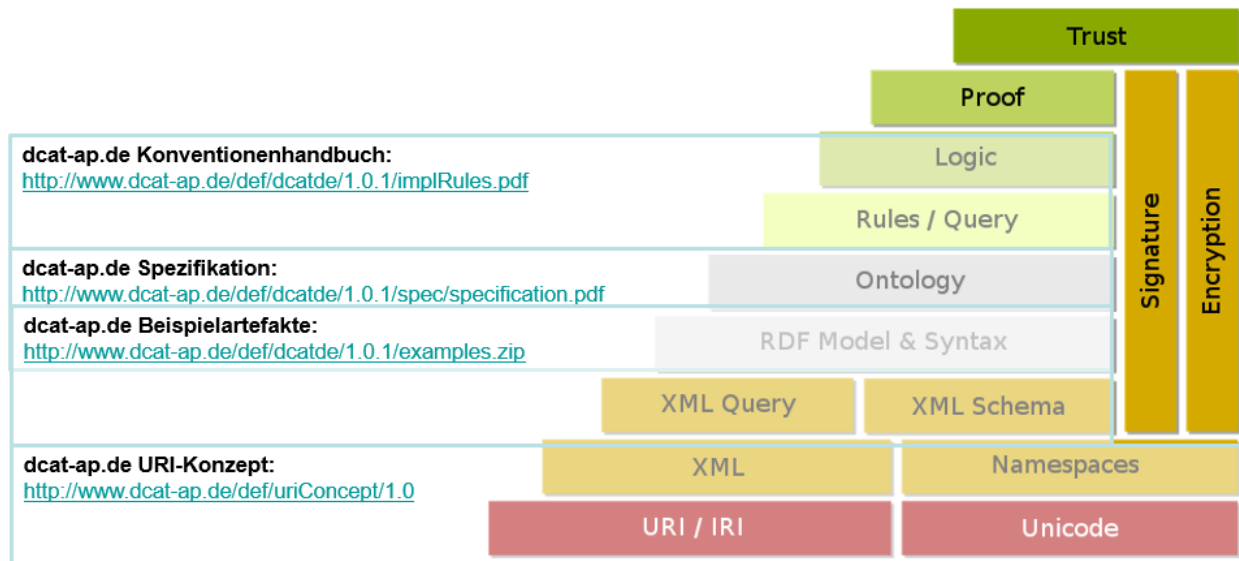 Trust
Proof
dcat-ap.de Konventionenhandbuch:
http://www.dcat-ap.de/def/dcatde/1.0.1/implRules.pdf
Logic
Rules / Query
Signature
Encryption
dcat-ap.de Spezifikation:
http://www.dcat-ap.de/def/dcatde/1.0.1/spec/specification.pdf
Ontology
dcat-ap.de Beispielartefakte:
http://www.dcat-ap.de/def/dcatde/1.0.1/examples.zip
RDF Model & Syntax
XML Query
XML Schema
dcat-ap.de URI-Konzept:
http://www.dcat-ap.de/def/uriConcept/1.0
XML
Namespaces
URI / IRI
Unicode